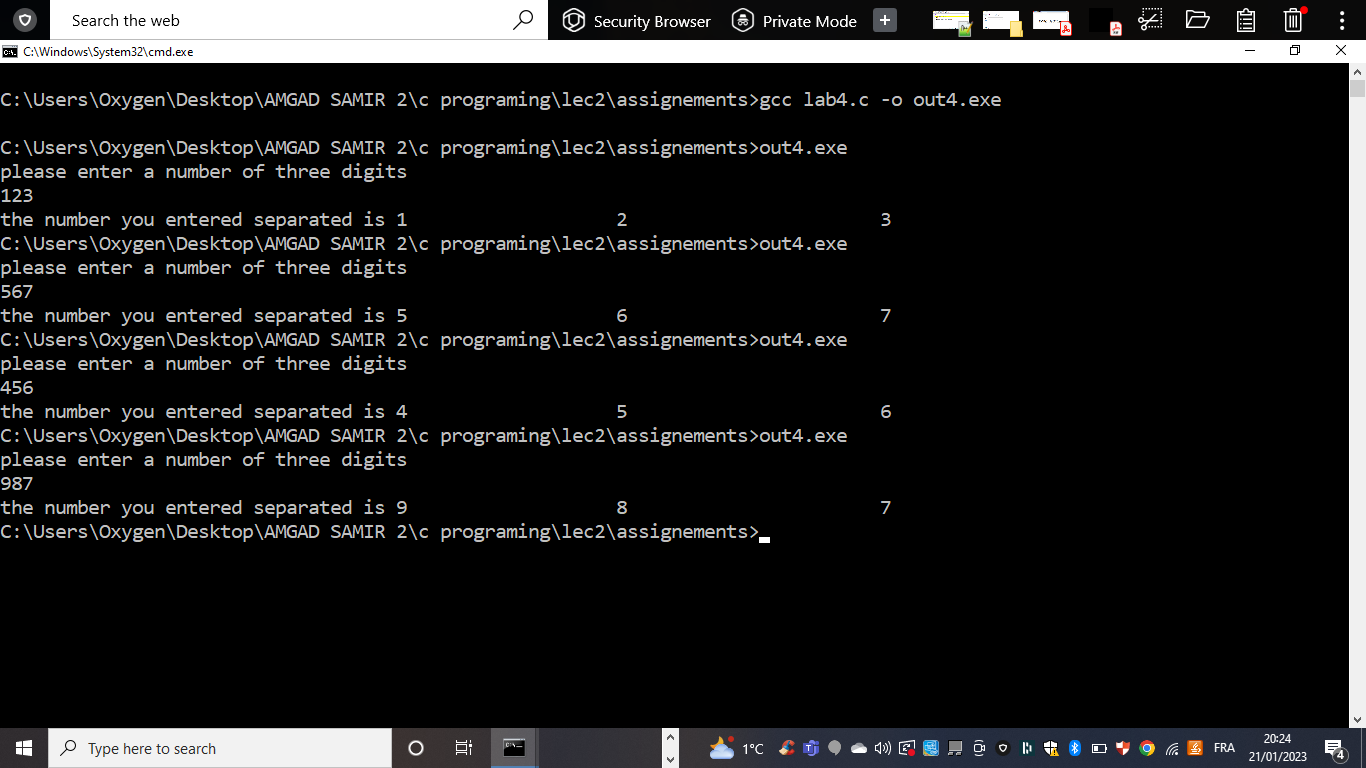 Search the web
Security Browser
Private Mode
C:\Windows\System32\cmd.exe
C:\Users\Oxygen\Desktop\AMGAD SAMIR 2\c programing\lec2\assignements>gcc lab4.c -o out4.exe
C:\Users\Oxygen\Desktop\AMGAD SAMIR 2\c programing\lec2\assignements>out4.exe
please enter a number of three digits
123
the number you entered separated is 1                   2                       3
C:\Users\Oxygen\Desktop\AMGAD SAMIR 2\c programing\lec2\assignements>out4.exe
please enter a number of three digits
567
the number you entered separated is 5                   6                       7
C:\Users\Oxygen\Desktop\AMGAD SAMIR 2\c programing\lec2\assignements>out4.exe
please enter a number of three digits
456
the number you entered separated is 4                   5                       6
C:\Users\Oxygen\Desktop\AMGAD SAMIR 2\c programing\lec2\assignements>out4.exe
please enter a number of three digits
987
the number you entered separated is 9                   8                       7
C:\Users\Oxygen\Desktop\AMGAD SAMIR 2\c programing\lec2\assignements>
Type here to search
1°C
FRA
20:24
21/01/2023
4